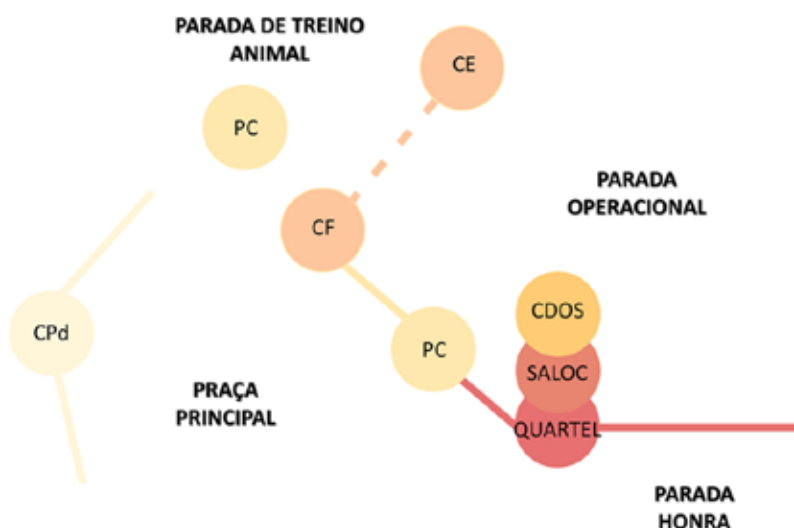 PARADA DE TREINO
ANIMAL
CE
PC
PARADA
OPERACIONAL
CF
CDOS
CPd
PC
SALOC
PRAÇA
PRINCIPAL
QUARTEL
PARADA
HONRA